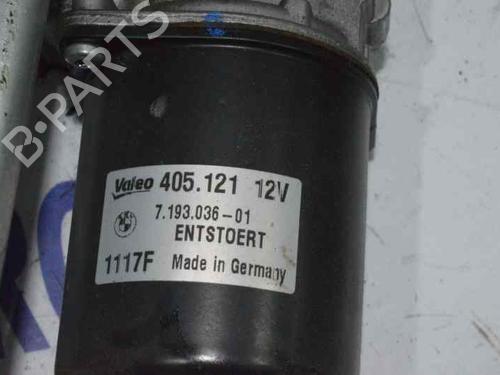 B-PARTS
Valeo 405.121 12V
7.193.036-01
ENTSTOERT
1117F Made in Germany